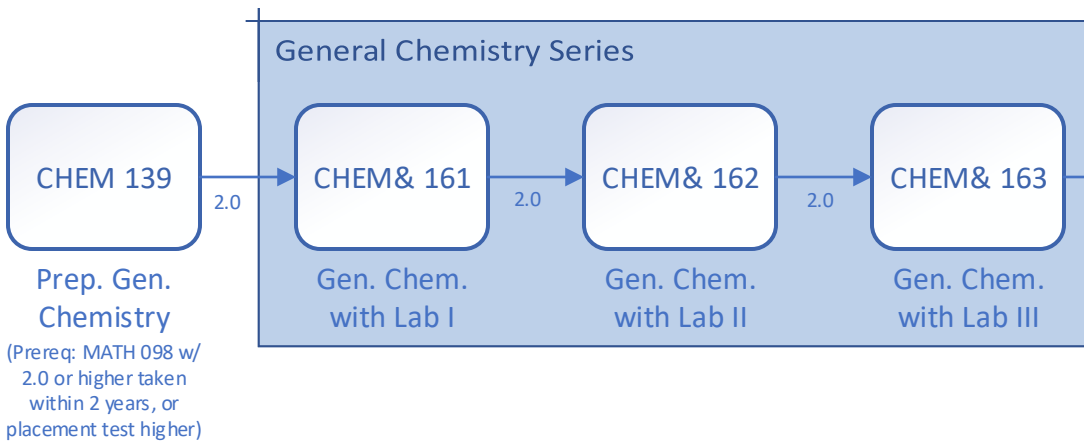 General Chemistry Series
CHEM 139
2.0
CHEM& 161
2.0
CHEM& 162
2.0
CHEM& 163
Prep. Gen.
Chemistry
(Prereq: MATH 098 w/
2.0 or higher taken
within 2 years, or
placement test higher)
Gen. Chem.
with Lab I
Gen. Chem.
with Lab II
Gen. Chem.
with Lab III